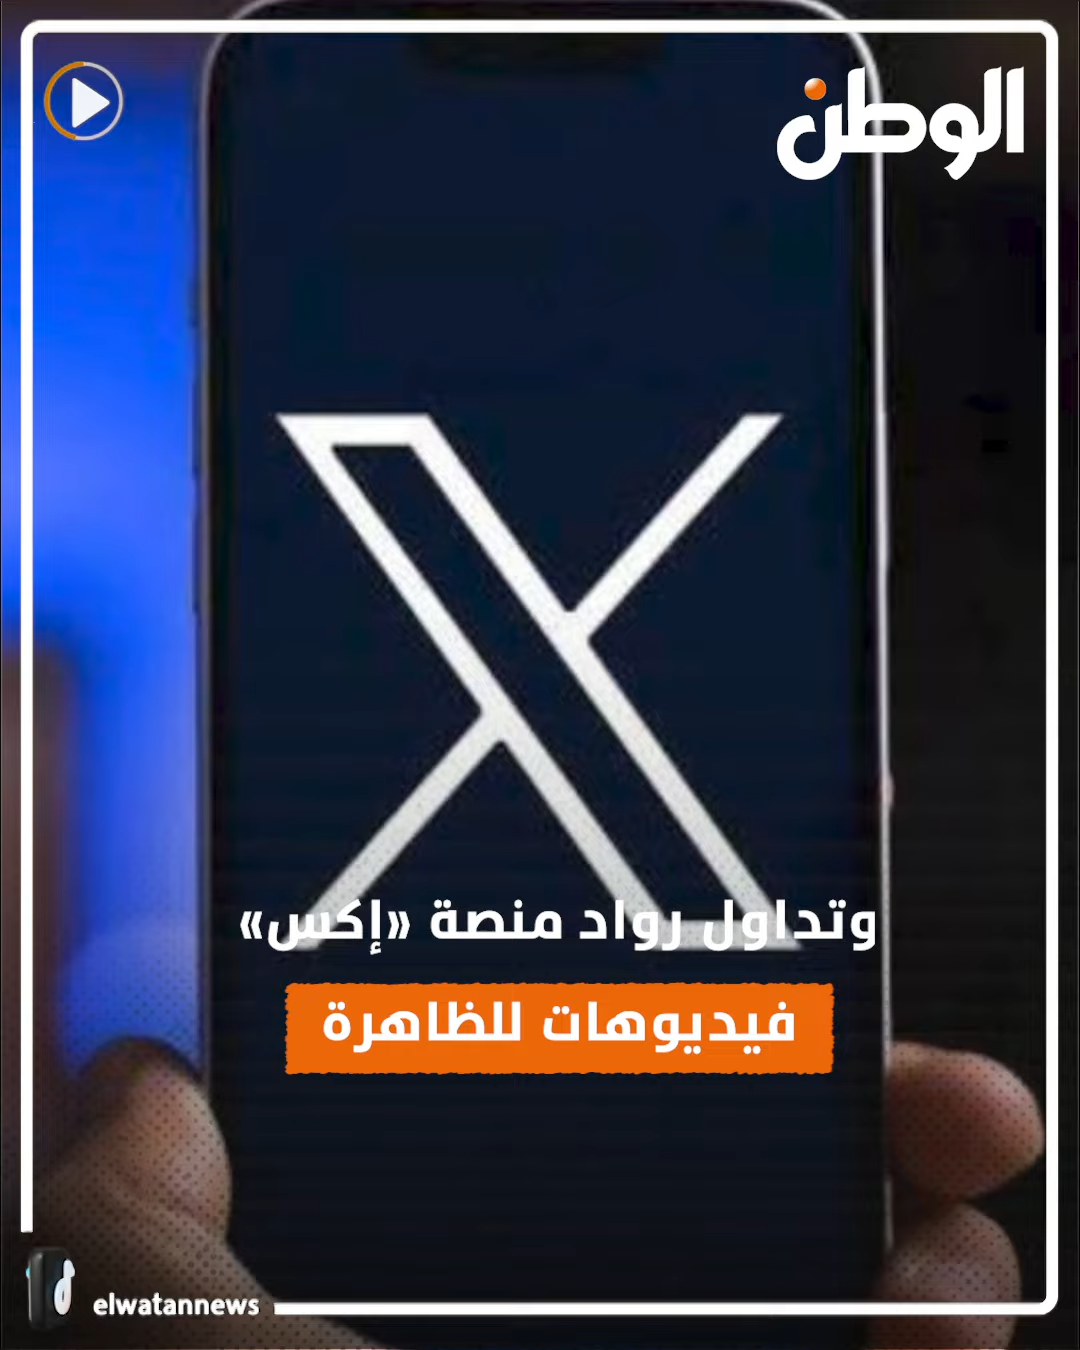 الوطن
وتداول رواد منصة «إكس»
فيديوهات للظاهرة
elwatannews